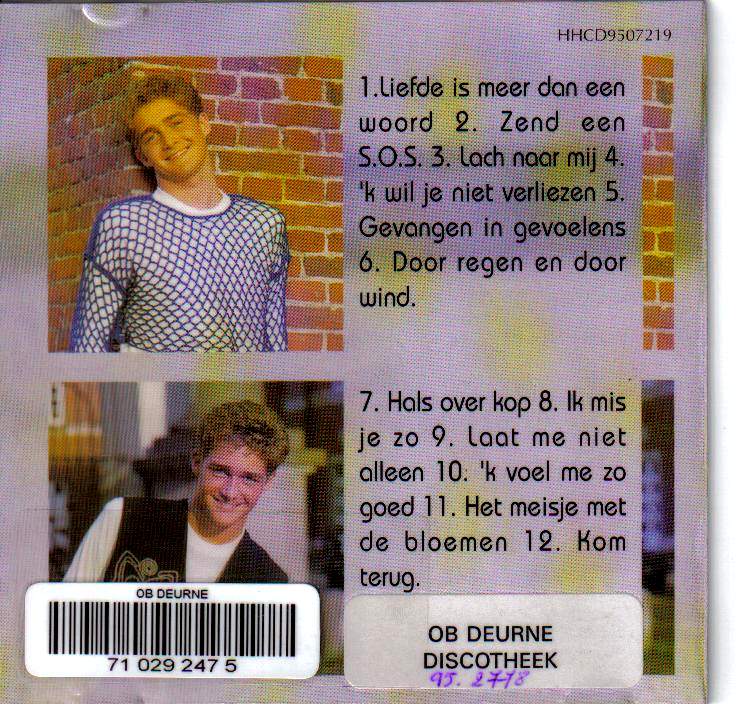 HHCD9507219
1.Liefde is meer dan een
woord 2. Zend een
S.O.S. 3. Lach naar mij 4.
'k wil je niet verliezen 5.
Gevangen in gevoelens
6. Door regen en door
wind.
7. Hals over kop 8. Ik mis
je zo 9. Laat me niet
alleen 10. 'k voel me zo
goed 11. Het meisje met
de bloemen 12. Kom
terug.
OB DEURNE
71 029 247 5
OB DEURNE
DISCOTHEEK
95. 2778